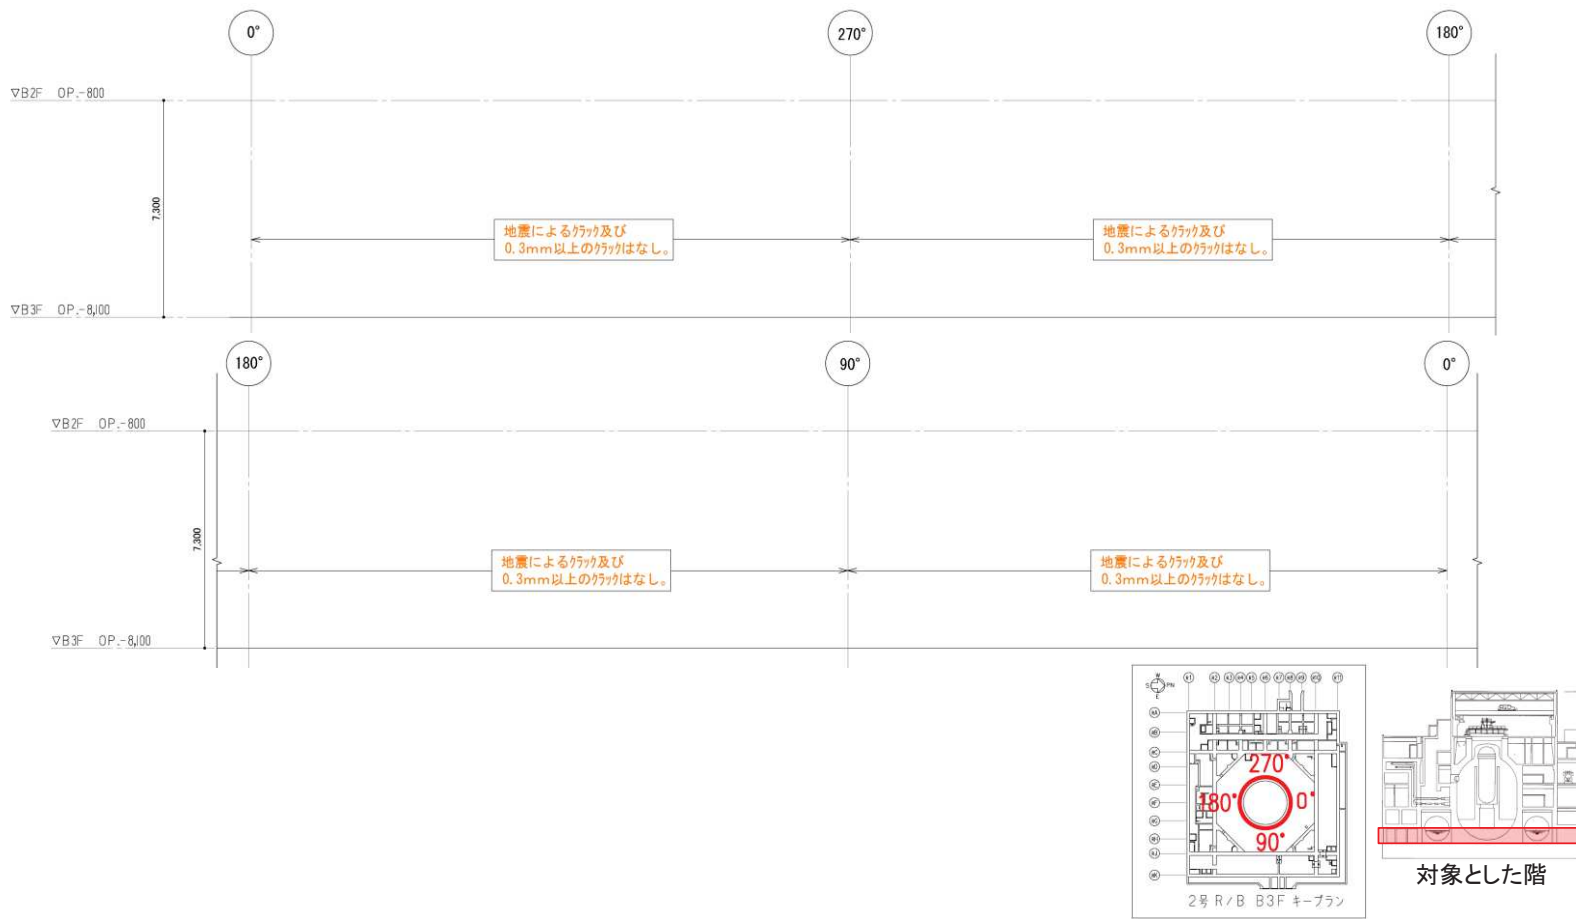 0° 270° 180°
▽B2F OP.-800
7,300
地震によるクラック及び
0.3mm以上のクラックはなし。
地震によるクラック及び
0.3mm以上のクラックはなし。
▽B3F OP.-8,100
180° 90° 0°
▽B2F OP.-800
7,300
地震によるクラック及び
0.3mm以上のクラックはなし。
地震によるクラック及び
0.3mm以上のクラックはなし。
▽B3F OP.-8,100
W
S PN
E
270°
180° 0°
90°
2号 R/B B3F キープラン
対象とした階